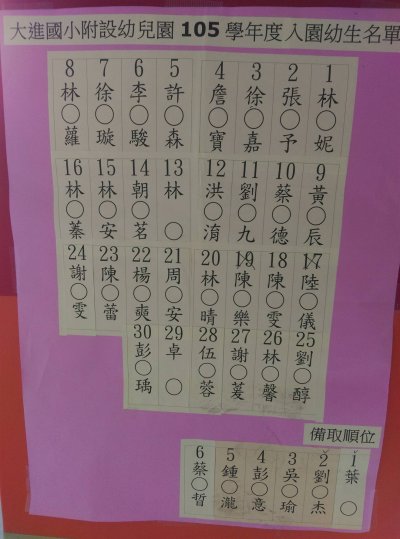 大進國小附設幼兒園 105 學年度入園幼生名單
1 林○妮
2 張○予
3 徐○嘉
4 詹○寶
5 許○森
6 李○駿
7 徐○璇
8 林○蘿
9 黃○辰
10 蔡○德
11 劉○九
12 洪○淯
13 林○
14 朝○茗
15 林○安
16 林○蓁
17 陸○儀
18 陳○雯
19 陳○樂
20 林○晴
21 周○安
22 楊○奭
23 陳○蕾
24 謝○雯
25 劉○醇
26 林○馨
27 謝○萲
28 伍○蓉
29 卓○
30 彭○瑀
備取順位
1 葉○
2 劉○杰
3 吳○瑜
4 彭○意
5 鍾○瀧
6 蔡○晢